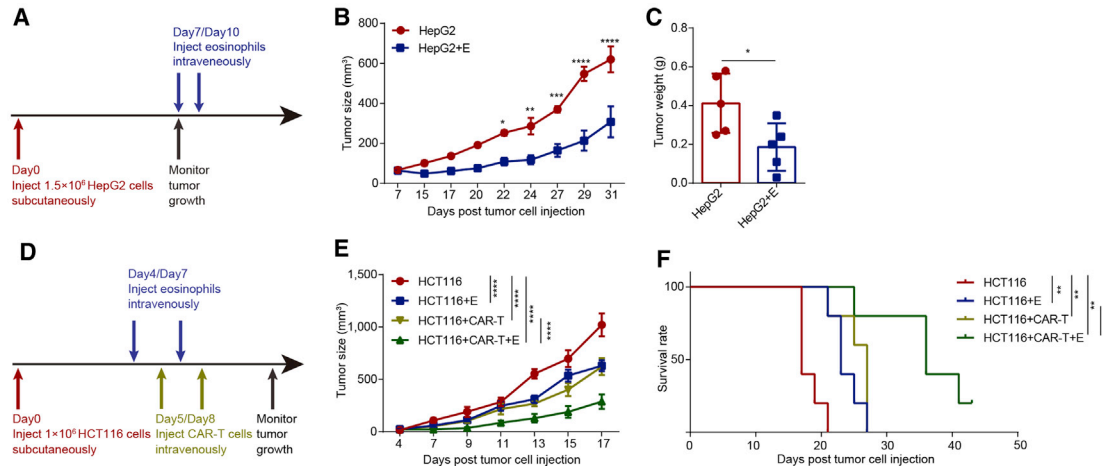 A
Day7/Day10
Inject eosinophils
intraveneously
Day0
Inject 1.5×10⁶ HepG2 cells
subcutaneously
Monitor
tumor
growth
B
HepG2
HepG2+E
Tumor size (mm³)
800
600
400
200
0
* ** *** **** ****
7 15 17 20 22 24 27 29 31
Days post tumor cell injection
C
Tumor weight (g)
0.8
0.6
0.4
0.2
0.0
*
HepG2
HepG2+E
D
Day4/Day7
Inject eosinophils
intravenously
Day0
Inject 1×10⁶ HCT116 cells
subcutaneously
Day5/Day8
Inject CAR-T cells
intravenously
Monitor
tumor
growth
E
HCT116
HCT116+E
HCT116+CAR-T
HCT116+CAR-T+E
****
****
****
****
Tumor size (mm³)
1,500
1,000
500
0
4 7 9 11 13 15 17
Days post tumor cell injection
F
HCT116
HCT116+E
HCT116+CAR-T
HCT116+CAR-T+E
**
**
**
Survival rate
100
50
0 10 20 30 40 50
Days post tumor cell injection